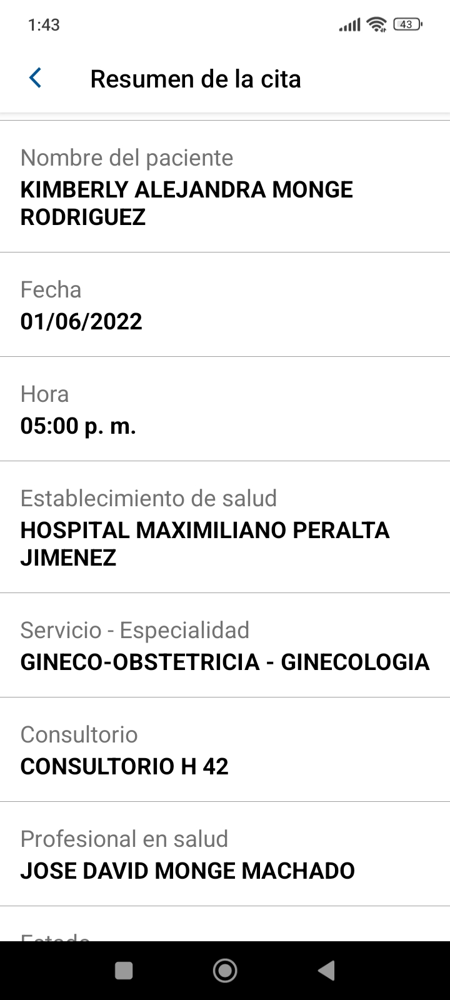 1:43
43
Resumen de la cita
Nombre del paciente
KIMBERLY ALEJANDRA MONGE
RODRIGUEZ
Fecha
01/06/2022
Hora
05:00 p. m.
Establecimiento de salud
HOSPITAL MAXIMILIANO PERALTA
JIMENEZ
Servicio - Especialidad
GINECO-OBSTETRICIA - GINECOLOGIA
Consultorio
CONSULTORIO H 42
Profesional en salud
JOSE DAVID MONGE MACHADO
Estado